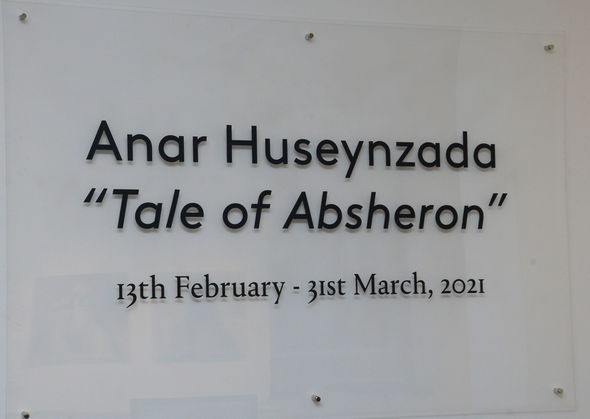 Anar Huseynzada
“Tale of Absheron”
13th February - 31st March, 2021